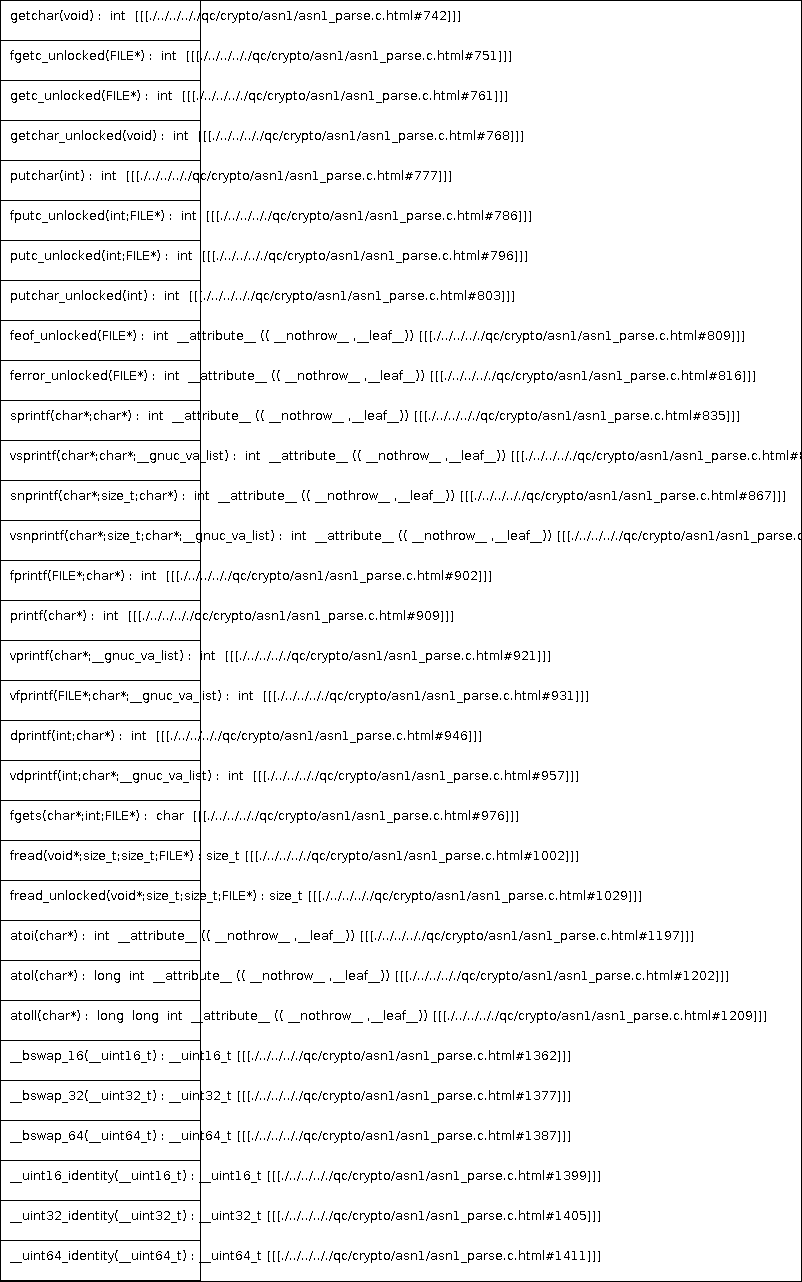 getchar(void) : int [[[./../../../qc/crypto/asn1/asn1_parse.c.html#742]]]
fgetc_unlocked(FILE*) : int [[[./../../../qc/crypto/asn1/asn1_parse.c.html#751]]]
getc_unlocked(FILE*) : int [[[./../../../qc/crypto/asn1/asn1_parse.c.html#761]]]
getchar_unlocked(void) : int [[[./../../../qc/crypto/asn1/asn1_parse.c.html#768]]]
putchar(int) : int [[[./../../../qc/crypto/asn1/asn1_parse.c.html#777]]]
fputc_unlocked(int;FILE*) : int [[[./../../../qc/crypto/asn1/asn1_parse.c.html#786]]]
putc_unlocked(int;FILE*) : int [[[./../../../qc/crypto/asn1/asn1_parse.c.html#796]]]
putchar_unlocked(int) : int [[[./../../../qc/crypto/asn1/asn1_parse.c.html#803]]]
feof_unlocked(FILE*) : int __attribute__ (( __nothrow__ ,__leaf__)) [[[./../../../qc/crypto/asn1/asn1_parse.c.html#809]]]
ferror_unlocked(FILE*) : int __attribute__ (( __nothrow__ ,__leaf__)) [[[./../../../qc/crypto/asn1/asn1_parse.c.html#816]]]
sprintf(char*;char*) : int __attribute__ (( __nothrow__ ,__leaf__)) [[[./../../../qc/crypto/asn1/asn1_parse.c.html#835]]]
vsprintf(char*;char*;__gnuc_va_list) : int __attribute__ (( __nothrow__ ,__leaf__)) [[[./../../../qc/crypto/asn1/asn1_parse.c.html#
snprintf(char*;size_t;char*) : int __attribute__ (( __nothrow__ ,__leaf__)) [[[./../../../qc/crypto/asn1/asn1_parse.c.html#867]]]
vsnprintf(char*;size_t;char*;__gnuc_va_list) : int __attribute__ (( __nothrow__ ,__leaf__)) [[[./../../../qc/crypto/asn1/asn1_parse.c
fprintf(FILE*;char*) : int [[[./../../../qc/crypto/asn1/asn1_parse.c.html#902]]]
printf(char*) : int [[[./../../../qc/crypto/asn1/asn1_parse.c.html#909]]]
vprintf(char*;__gnuc_va_list) : int [[[./../../../qc/crypto/asn1/asn1_parse.c.html#921]]]
vfprintf(FILE*;char*;__gnuc_va_list) : int [[[./../../../qc/crypto/asn1/asn1_parse.c.html#931]]]
dprintf(int;char*) : int [[[./../../../qc/crypto/asn1/asn1_parse.c.html#946]]]
vdprintf(int;char*;__gnuc_va_list) : int [[[./../../../qc/crypto/asn1/asn1_parse.c.html#957]]]
fgets(char*;int;FILE*) : char [[[./../../../qc/crypto/asn1/asn1_parse.c.html#976]]]
fread(void*;size_t;size_t;FILE*) : size_t [[[./../../../qc/crypto/asn1/asn1_parse.c.html#1002]]]
fread_unlocked(void*;size_t;size_t;FILE*) : size_t [[[./../../../qc/crypto/asn1/asn1_parse.c.html#1029]]]
atoi(char*) : int __attribute__ (( __nothrow__ ,__leaf__)) [[[./../../../qc/crypto/asn1/asn1_parse.c.html#1197]]]
atol(char*) : long int __attribute__ (( __nothrow__ ,__leaf__)) [[[./../../../qc/crypto/asn1/asn1_parse.c.html#1202]]]
atoll(char*) : long long int __attribute__ (( __nothrow__ ,__leaf__)) [[[./../../../qc/crypto/asn1/asn1_parse.c.html#1209]]]
__bswap_16(__uint16_t) : __uint16_t [[[./../../../qc/crypto/asn1/asn1_parse.c.html#1362]]]
__bswap_32(__uint32_t) : __uint32_t [[[./../../../qc/crypto/asn1/asn1_parse.c.html#1377]]]
__bswap_64(__uint64_t) : __uint64_t [[[./../../../qc/crypto/asn1/asn1_parse.c.html#1387]]]
__uint16_identity(__uint16_t) : __uint16_t [[[./../../../qc/crypto/asn1/asn1_parse.c.html#1399]]]
__uint32_identity(__uint32_t) : __uint32_t [[[./../../../qc/crypto/asn1/asn1_parse.c.html#1405]]]
__uint64_identity(__uint64_t) : __uint64_t [[[./../../../qc/crypto/asn1/asn1_parse.c.html#1411]]]